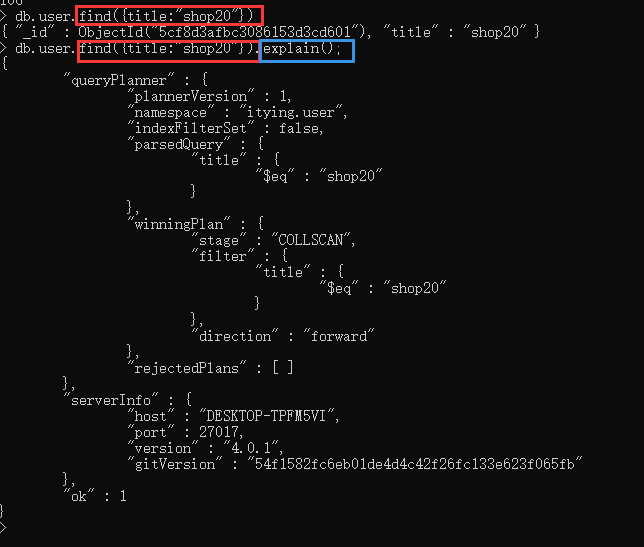 100
> db.user.find({title:"shop20"})
{ "_id" : ObjectId("5cf8d3afbc3086153d3cd601"), "title" : "shop20" }
> db.user.find({title:"shop20"}).explain();
{
        "queryPlanner" : {
                "plannerVersion" : 1,
                "namespace" : "itying.user",
                "indexFilterSet" : false,
                "parsedQuery" : {
                        "title" : {
                                "$eq" : "shop20"
                        }
                },
                "winningPlan" : {
                        "stage" : "COLLSCAN",
                        "filter" : {
                                "title" : {
                                        "$eq" : "shop20"
                                }
                        },
                        "direction" : "forward"
                },
                "rejectedPlans" : [ ]
        },
        "serverInfo" : {
                "host" : "DESKTOP-TPFM5VI",
                "port" : 27017,
                "version" : "4.0.1",
                "gitVersion" : "54f1582fc6eb01de4d4c42f26fc133e623f065fb"
        },
        "ok" : 1
}
>